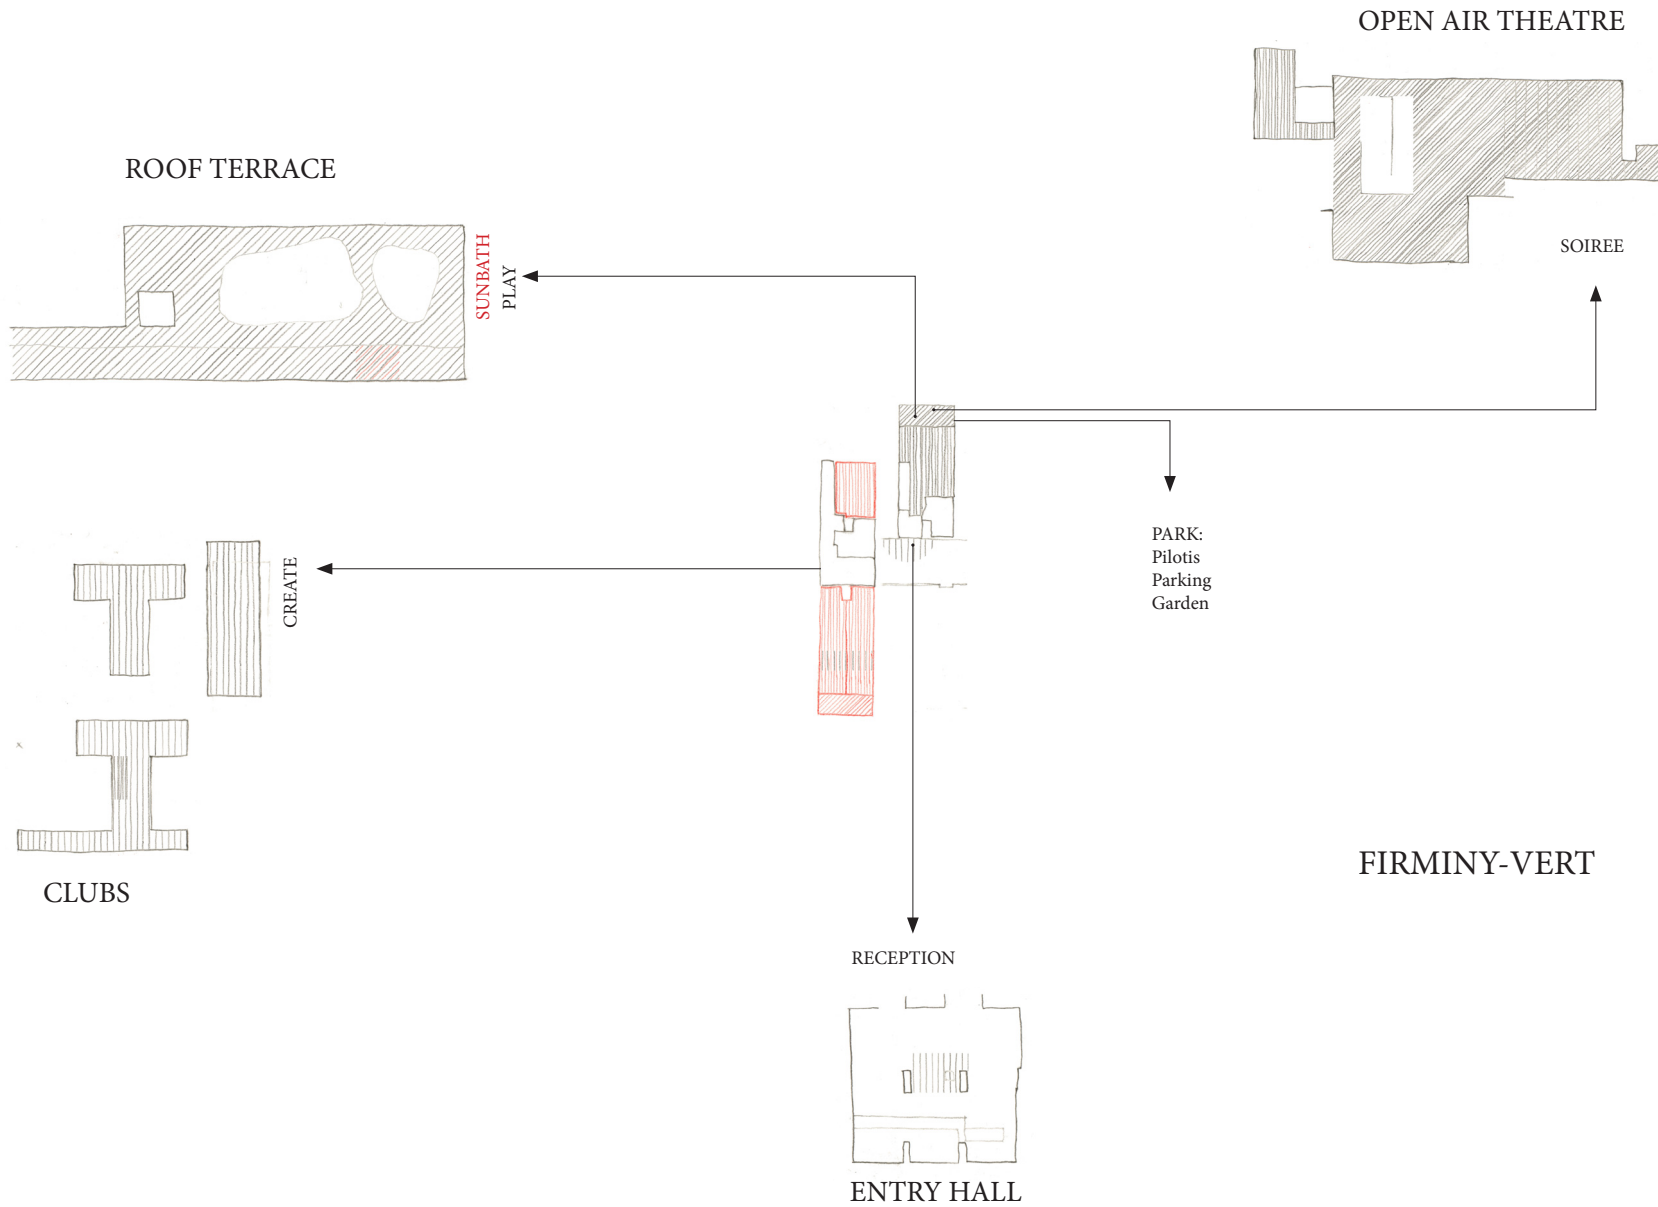 OPEN AIR THEATRE
ROOF TERRACE
SUNBATH
PLAY
SOIREE
PARK:
Pilotis
Parking
Garden
CREATE
CLUBS
FIRMINY-VERT
RECEPTION
ENTRY HALL